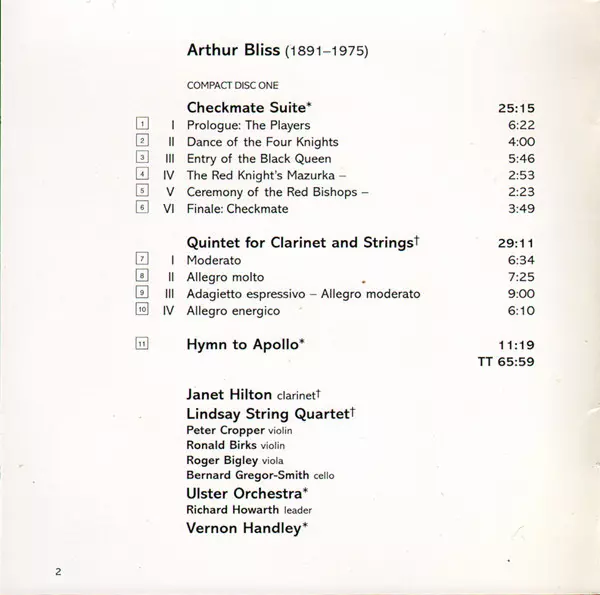 Arthur Bliss (1891–1975)
COMPACT DISC ONE
Checkmate Suite* 25:15
1 I Prologue: The Players 6:22
2 II Dance of the Four Knights 4:00
3 III Entry of the Black Queen 5:46
4 IV The Red Knight's Mazurka – 2:53
5 V Ceremony of the Red Bishops – 2:23
6 VI Finale: Checkmate 3:49
Quintet for Clarinet and Strings† 29:11
7 I Moderato 6:34
8 II Allegro molto 7:25
9 III Adagietto espressivo – Allegro moderato 9:00
10 IV Allegro energico 6:10
11 Hymn to Apollo* 11:19
TT 65:59
Janet Hilton clarinet†
Lindsay String Quartet†
Peter Cropper violin
Ronald Birks violin
Roger Bigley viola
Bernard Gregor-Smith cello
Ulster Orchestra*
Richard Howarth leader
Vernon Handley*
2